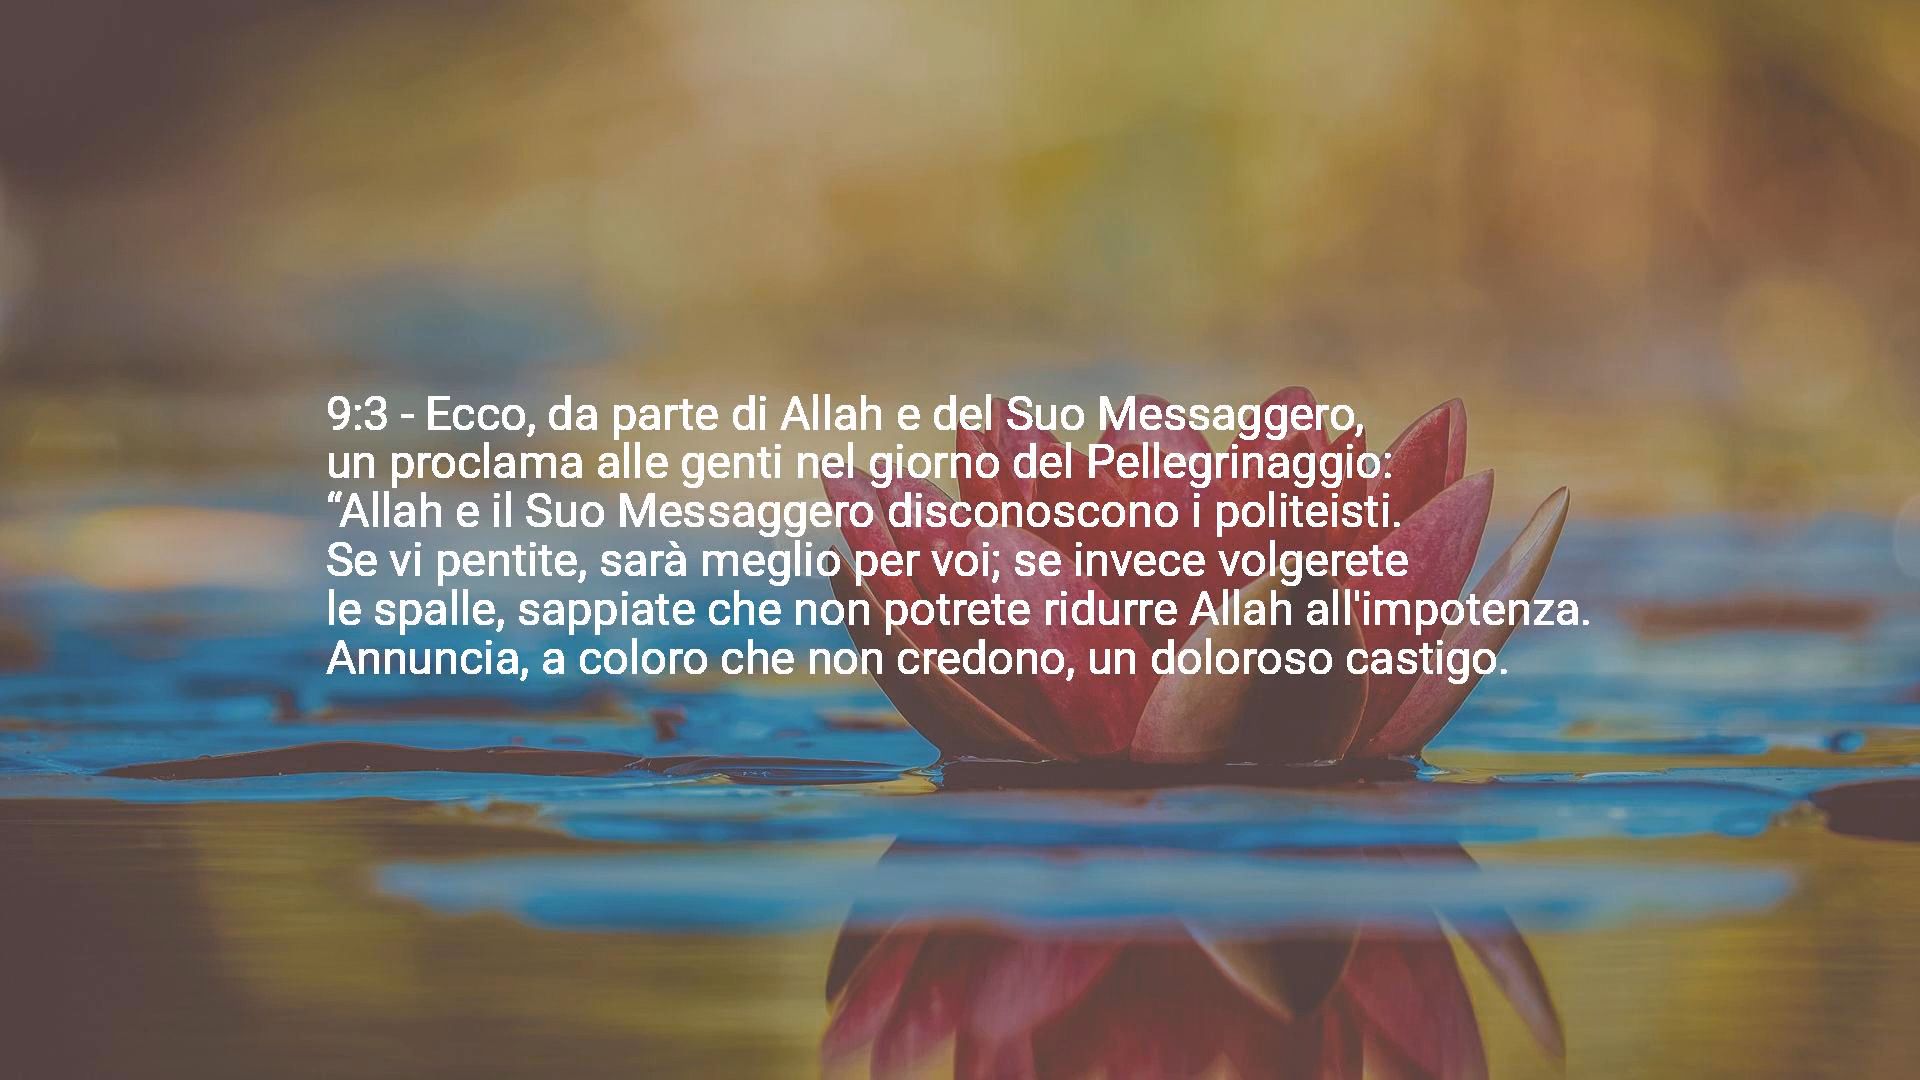 9:3 - Ecco, da parte di Allah e del Suo Messaggero,
un proclama alle genti nel giorno del Pellegrinaggio:
“Allah e il Suo Messaggero disconoscono i politeisti.
Se vi pentite, sarà meglio per voi; se invece volgerete
le spalle, sappiate che non potrete ridurre Allah all'impotenza.
Annuncia, a coloro che non credono, un doloroso castigo.